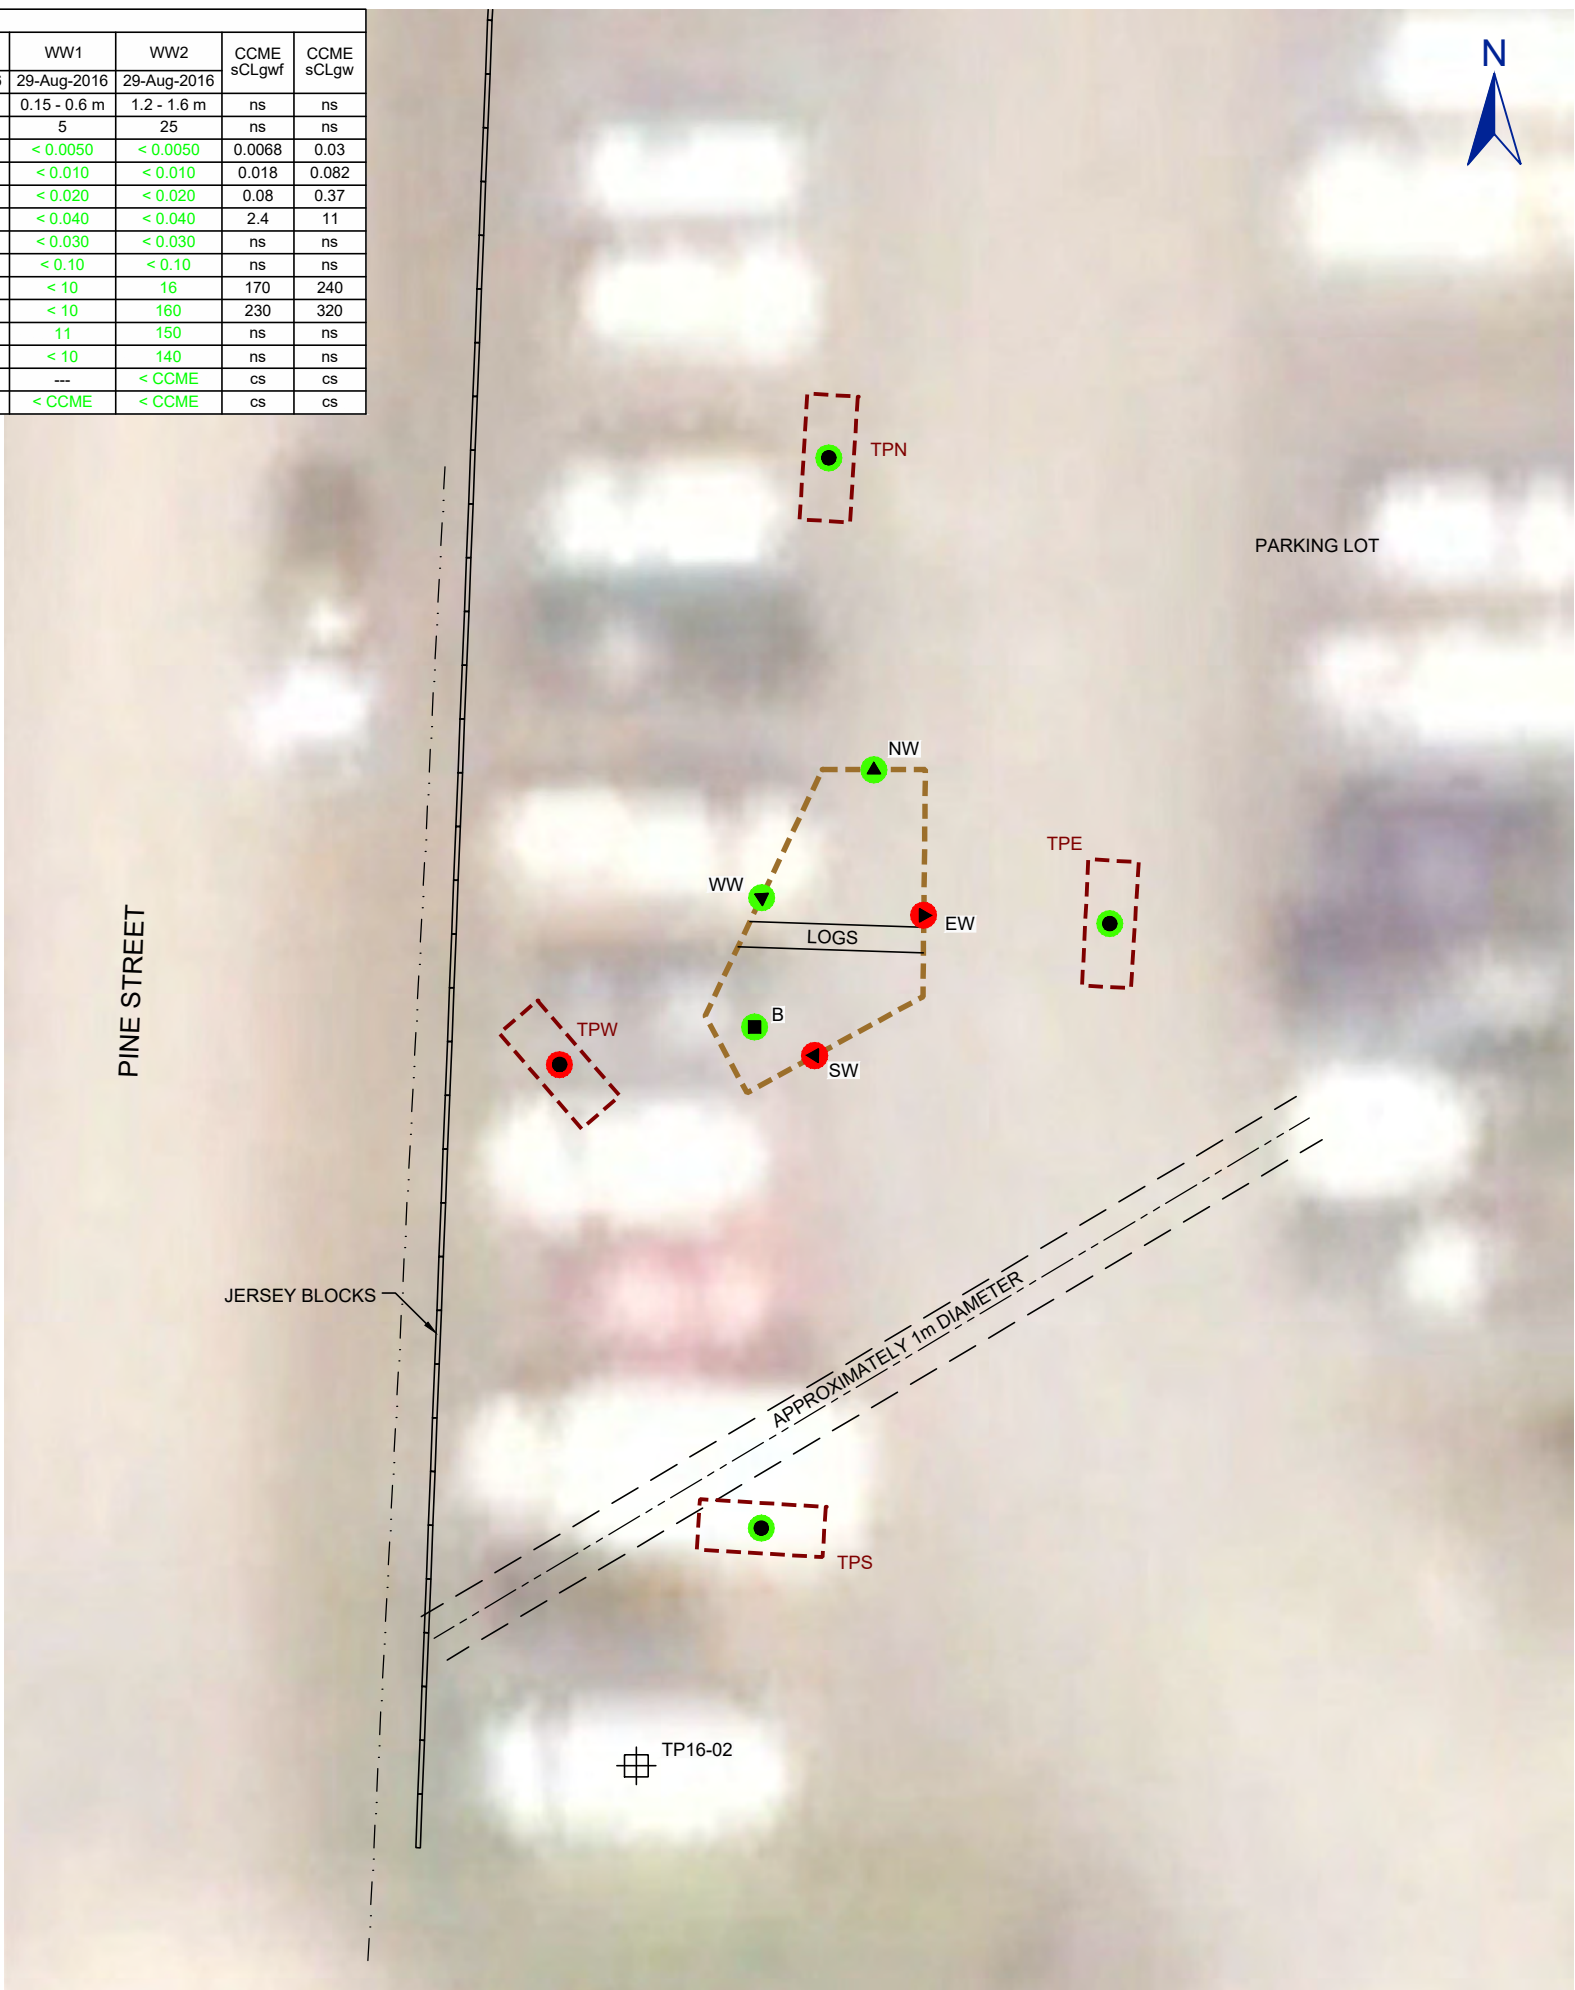 WW1 WW2 CCME sCLgwf CCME sCLgw
29-Aug-2016 29-Aug-2016
0.15 - 0.6 m 1.2 - 1.6 m ns ns
5 25 ns ns
< 0.0050 < 0.0050 0.0068 0.03
< 0.010 < 0.010 0.018 0.082
< 0.020 < 0.020 0.08 0.37
< 0.040 < 0.040 2.4 11
< 0.030 < 0.030 ns ns
< 0.10 < 0.10 ns ns
< 10 16 170 240
< 10 160 230 320
11 150 ns ns
< 10 140 ns ns
--- < CCME cs cs
< CCME < CCME cs cs
N
TPN
PARKING LOT
NW
TPE
WW
EW
LOGS
PINE STREET
B
TPW
SW
JERSEY BLOCKS
APPROXIMATELY 1m DIAMETER
TPS
TP16-02